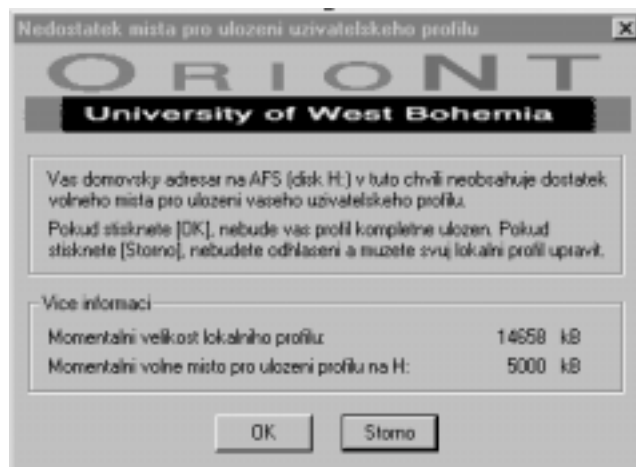 Nedostatek mista pro ulozeni uzivatelskeho profilu
ORIONT
University of West Bohemia
Vas domovsky adresar na AFS (disk H:) v tuto chvili neobsahuje dostatek
volneho mista pro ulozeni vaseho uzivatelskeho profilu.
Pokud stisknete [OK], nebude vas profil kompletne ulozen. Pokud
stisknete [Storno], nebudete odhlaseni a muzete svuj lokalni profil upravit.
Vice informaci
Momentalni velikost lokalniho profilu: 14658 kB
Momentalni volne misto pro ulozeni profilu na H: 5000 kB
OK Storno